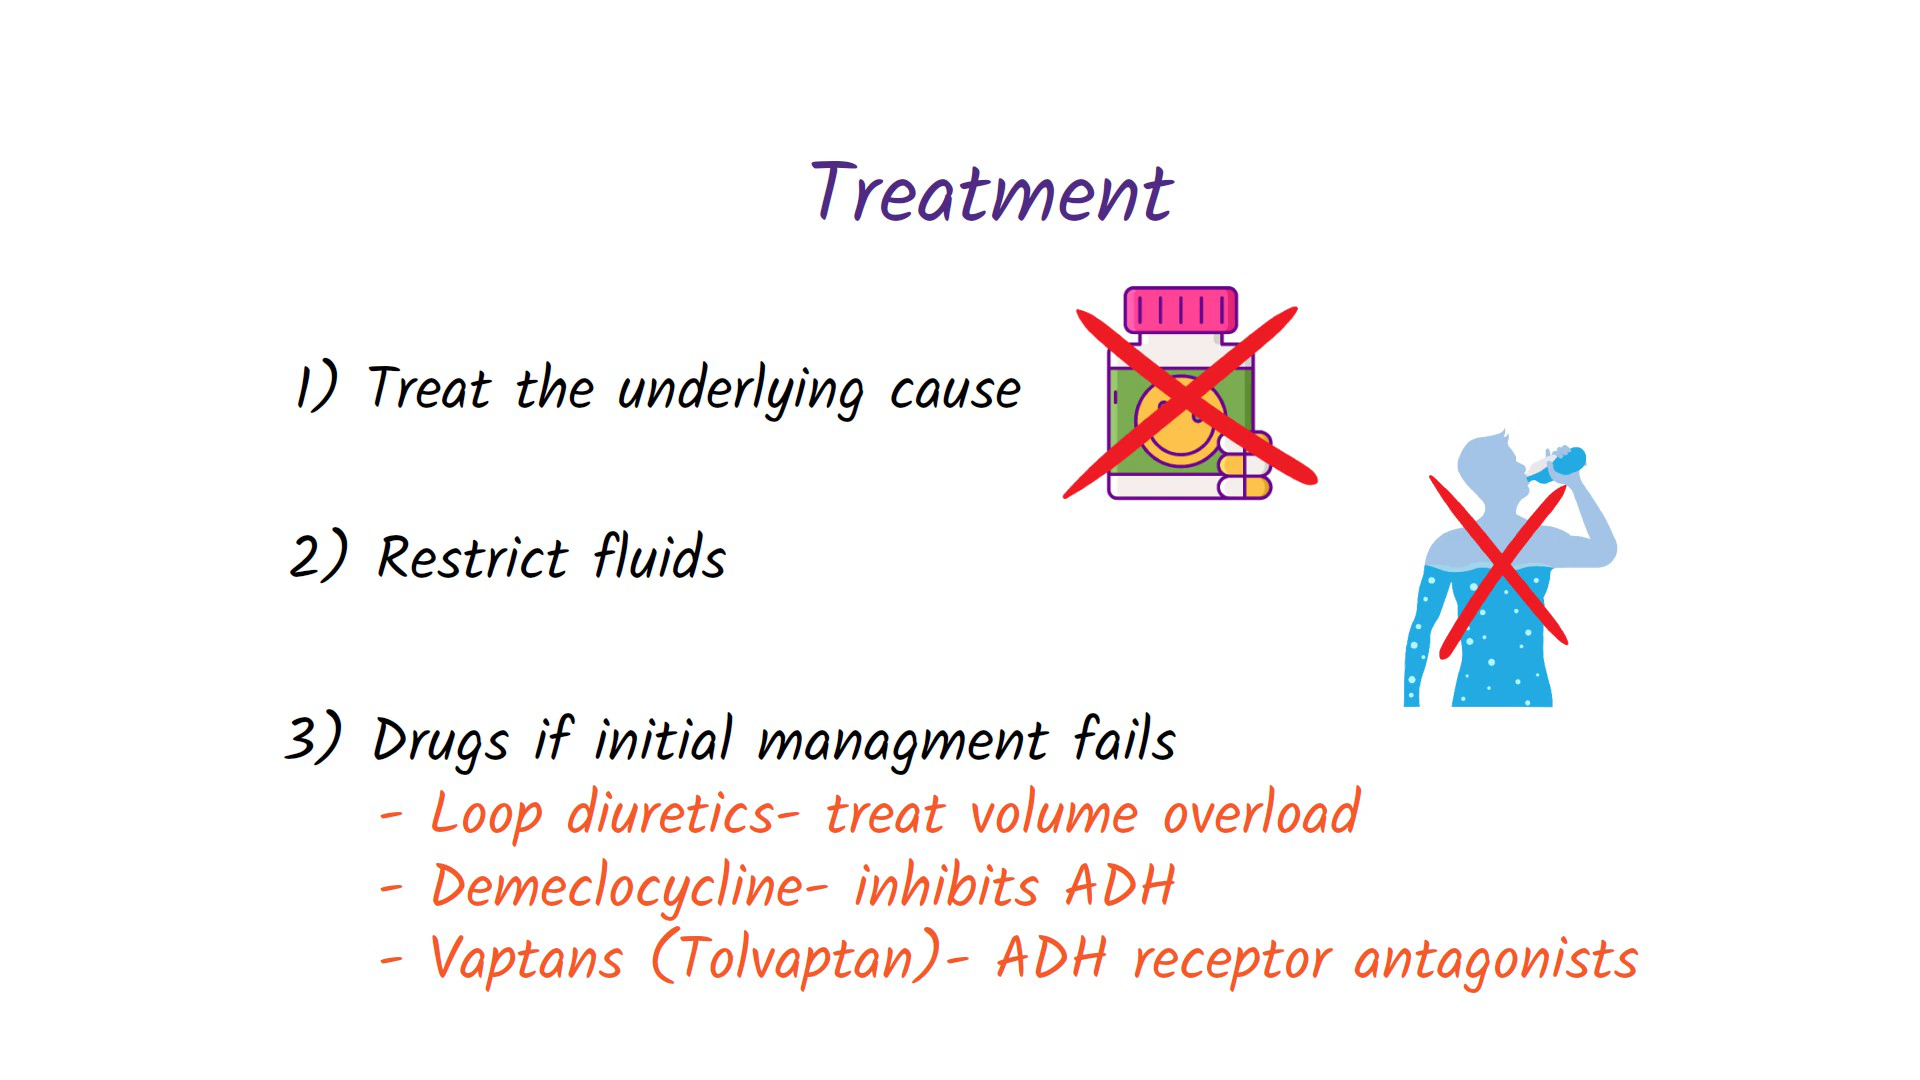 Treatment
1) Treat the underlying cause
2) Restrict fluids
3) Drugs if initial managment fails
- Loop diuretics- treat volume overload
- Demeclocycline- inhibits ADH
- Vaptans (Tolvaptan)- ADH receptor antagonists